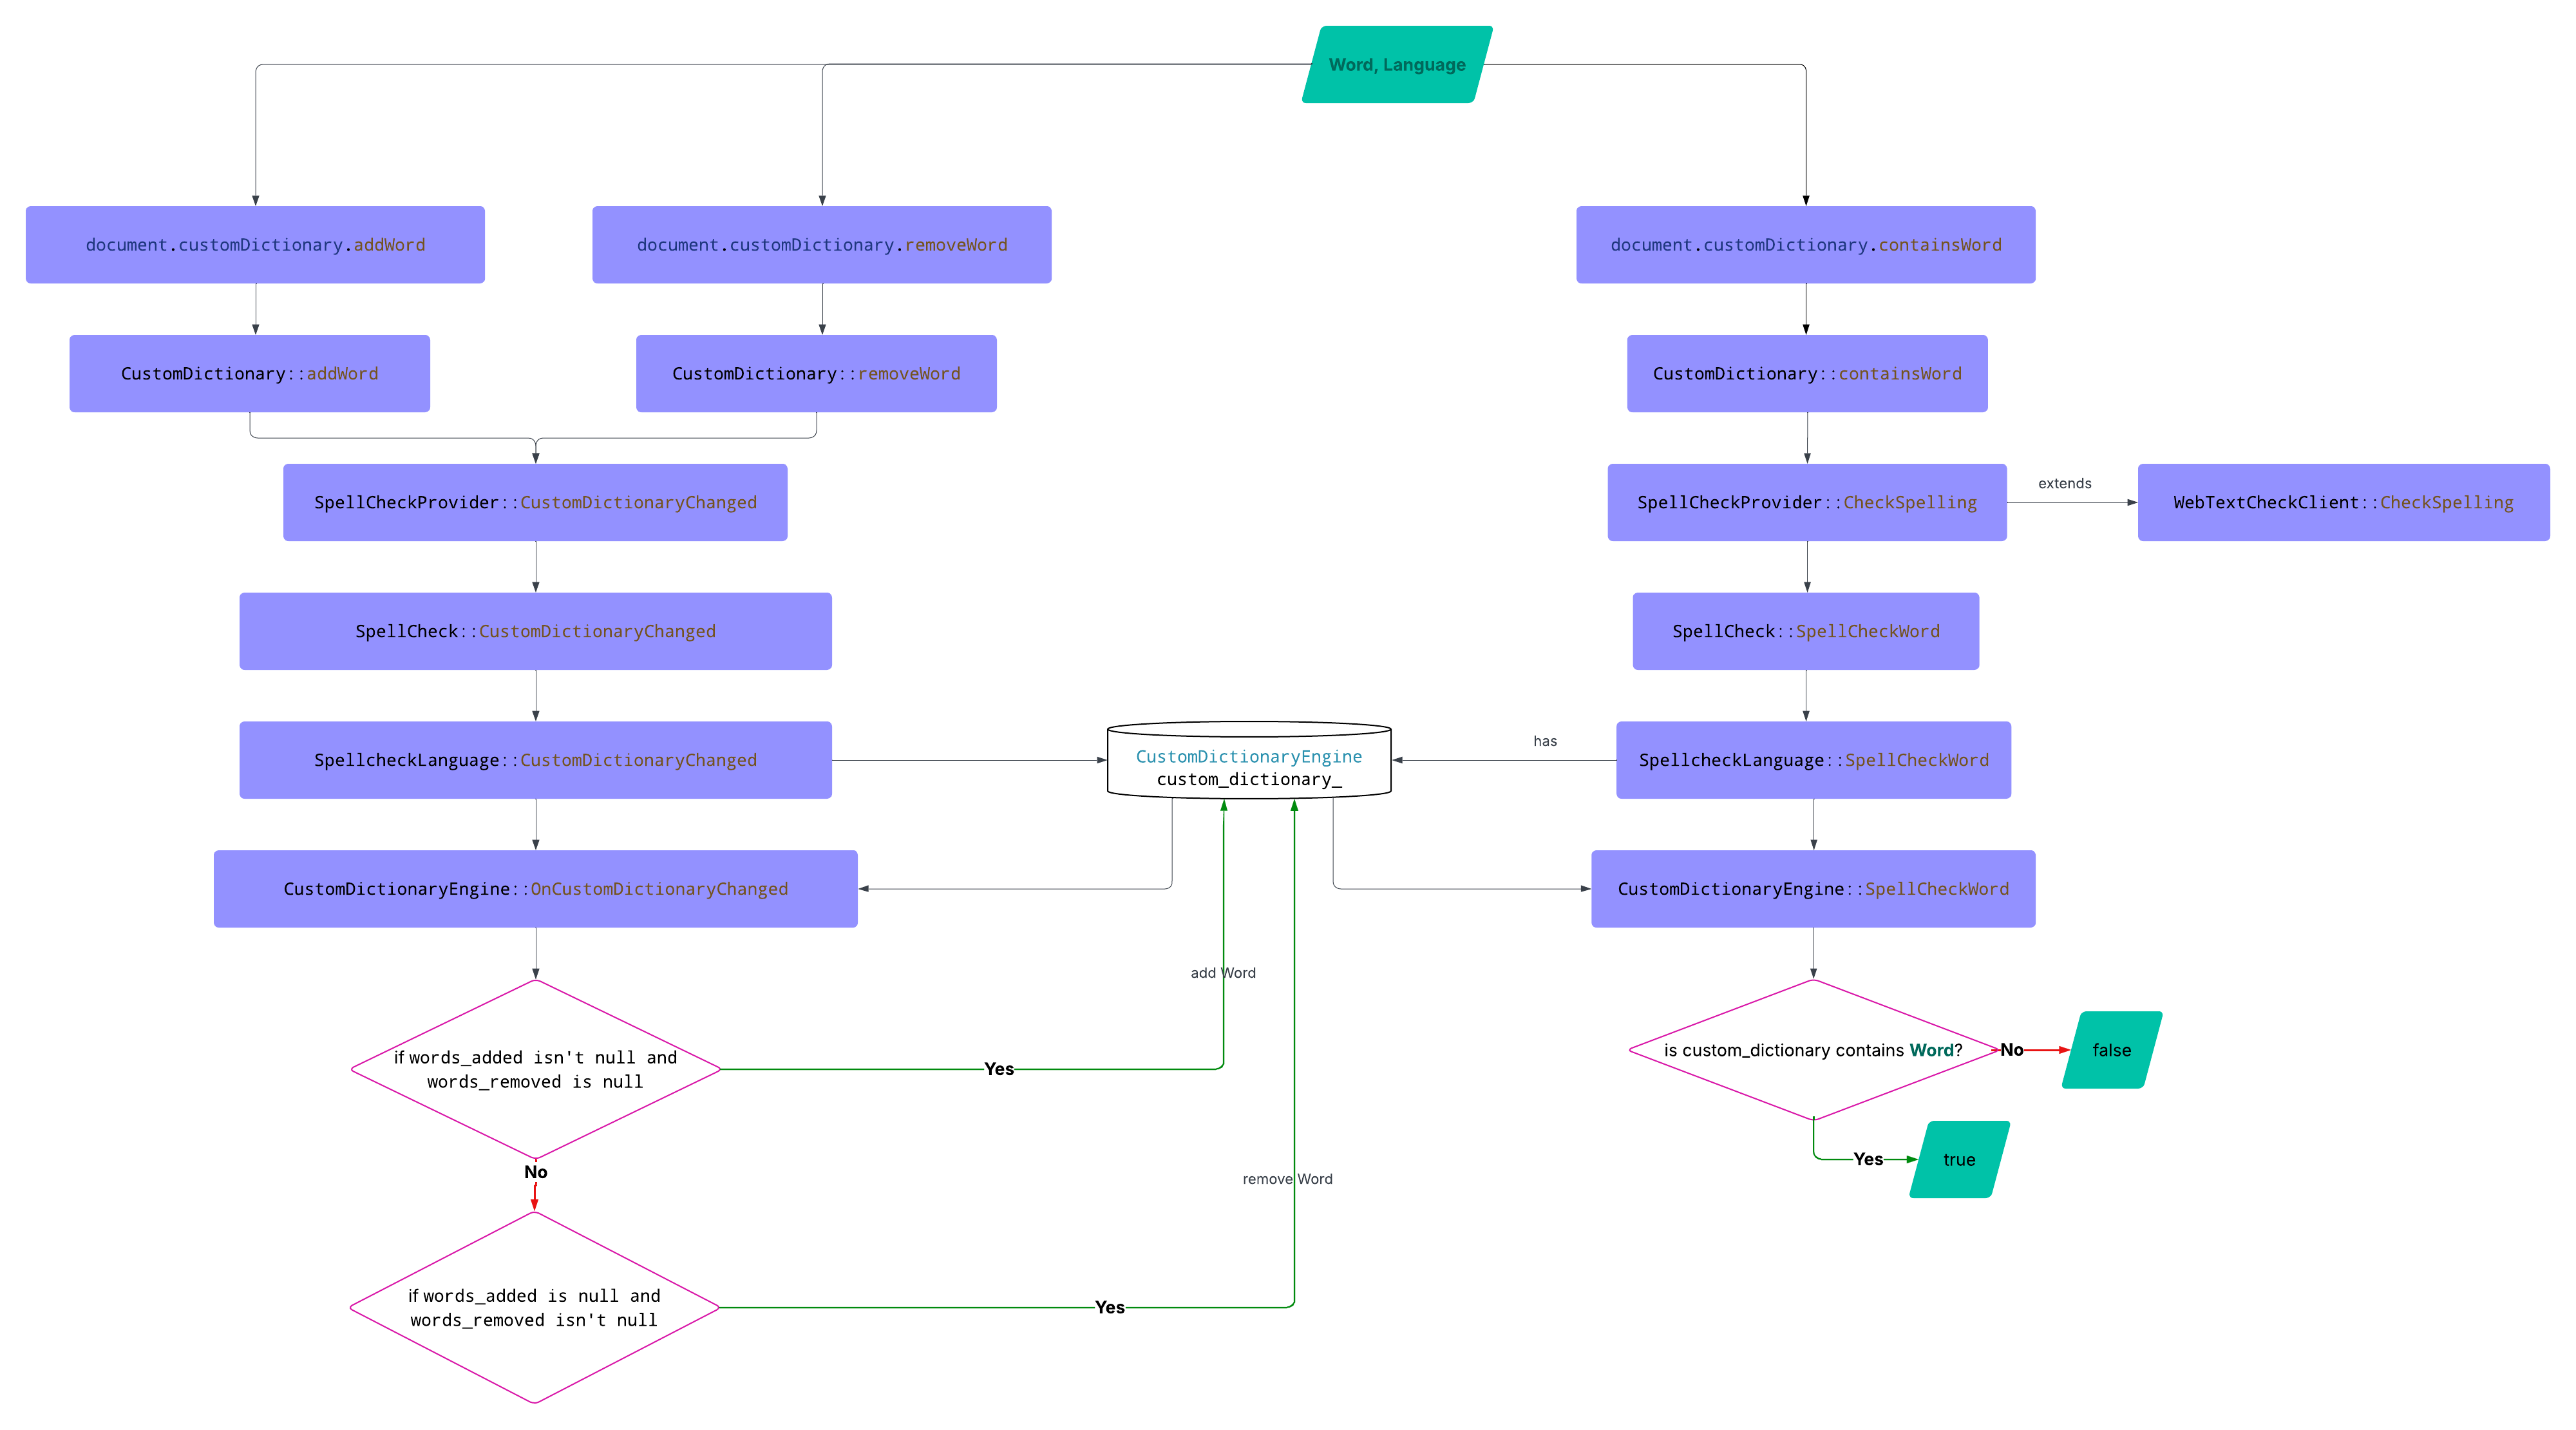 Word, Language
document.customDictionary.addWord
document.customDictionary.removeWord
document.customDictionary.containsWord
CustomDictionary::addWord
CustomDictionary::removeWord
CustomDictionary::containsWord
SpellCheckProvider::CustomDictionaryChanged
SpellCheckProvider::CheckSpelling
extends
WebTextCheckClient::CheckSpelling
SpellCheck::CustomDictionaryChanged
SpellCheck::SpellCheckWord
SpellcheckLanguage::CustomDictionaryChanged
CustomDictionaryEngine
custom_dictionary_
has
SpellcheckLanguage::SpellCheckWord
CustomDictionaryEngine::OnCustomDictionaryChanged
CustomDictionaryEngine::SpellCheckWord
add Word
if words_added isn't null and
words_removed is null
Yes
is custom_dictionary contains Word?
No
false
No
remove Word
Yes
true
if words_added is null and
words_removed isn't null
Yes